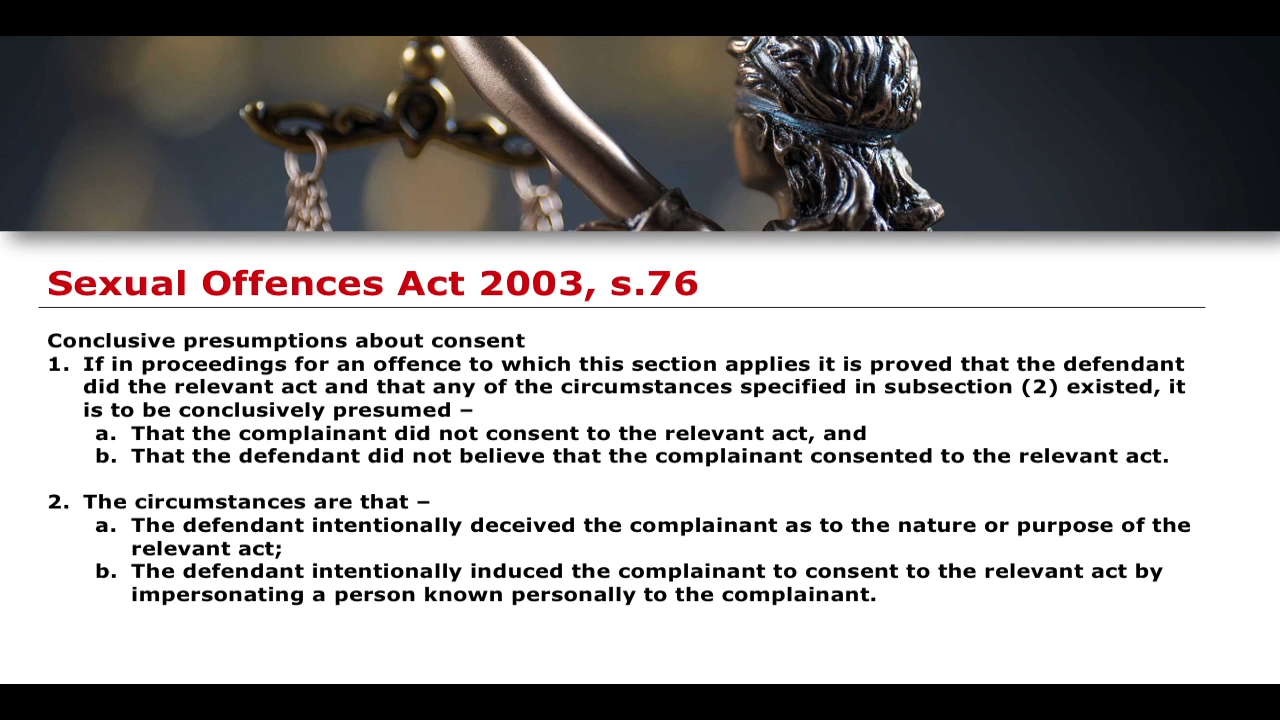 Sexual Offences Act 2003, s.76
Conclusive presumptions about consent
1. If in proceedings for an offence to which this section applies it is proved that the defendant
did the relevant act and that any of the circumstances specified in subsection (2) existed, it
is to be conclusively presumed –
a. That the complainant did not consent to the relevant act, and
b. That the defendant did not believe that the complainant consented to the relevant act.
2. The circumstances are that –
a. The defendant intentionally deceived the complainant as to the nature or purpose of the
relevant act;
b. The defendant intentionally induced the complainant to consent to the relevant act by
impersonating a person known personally to the complainant.